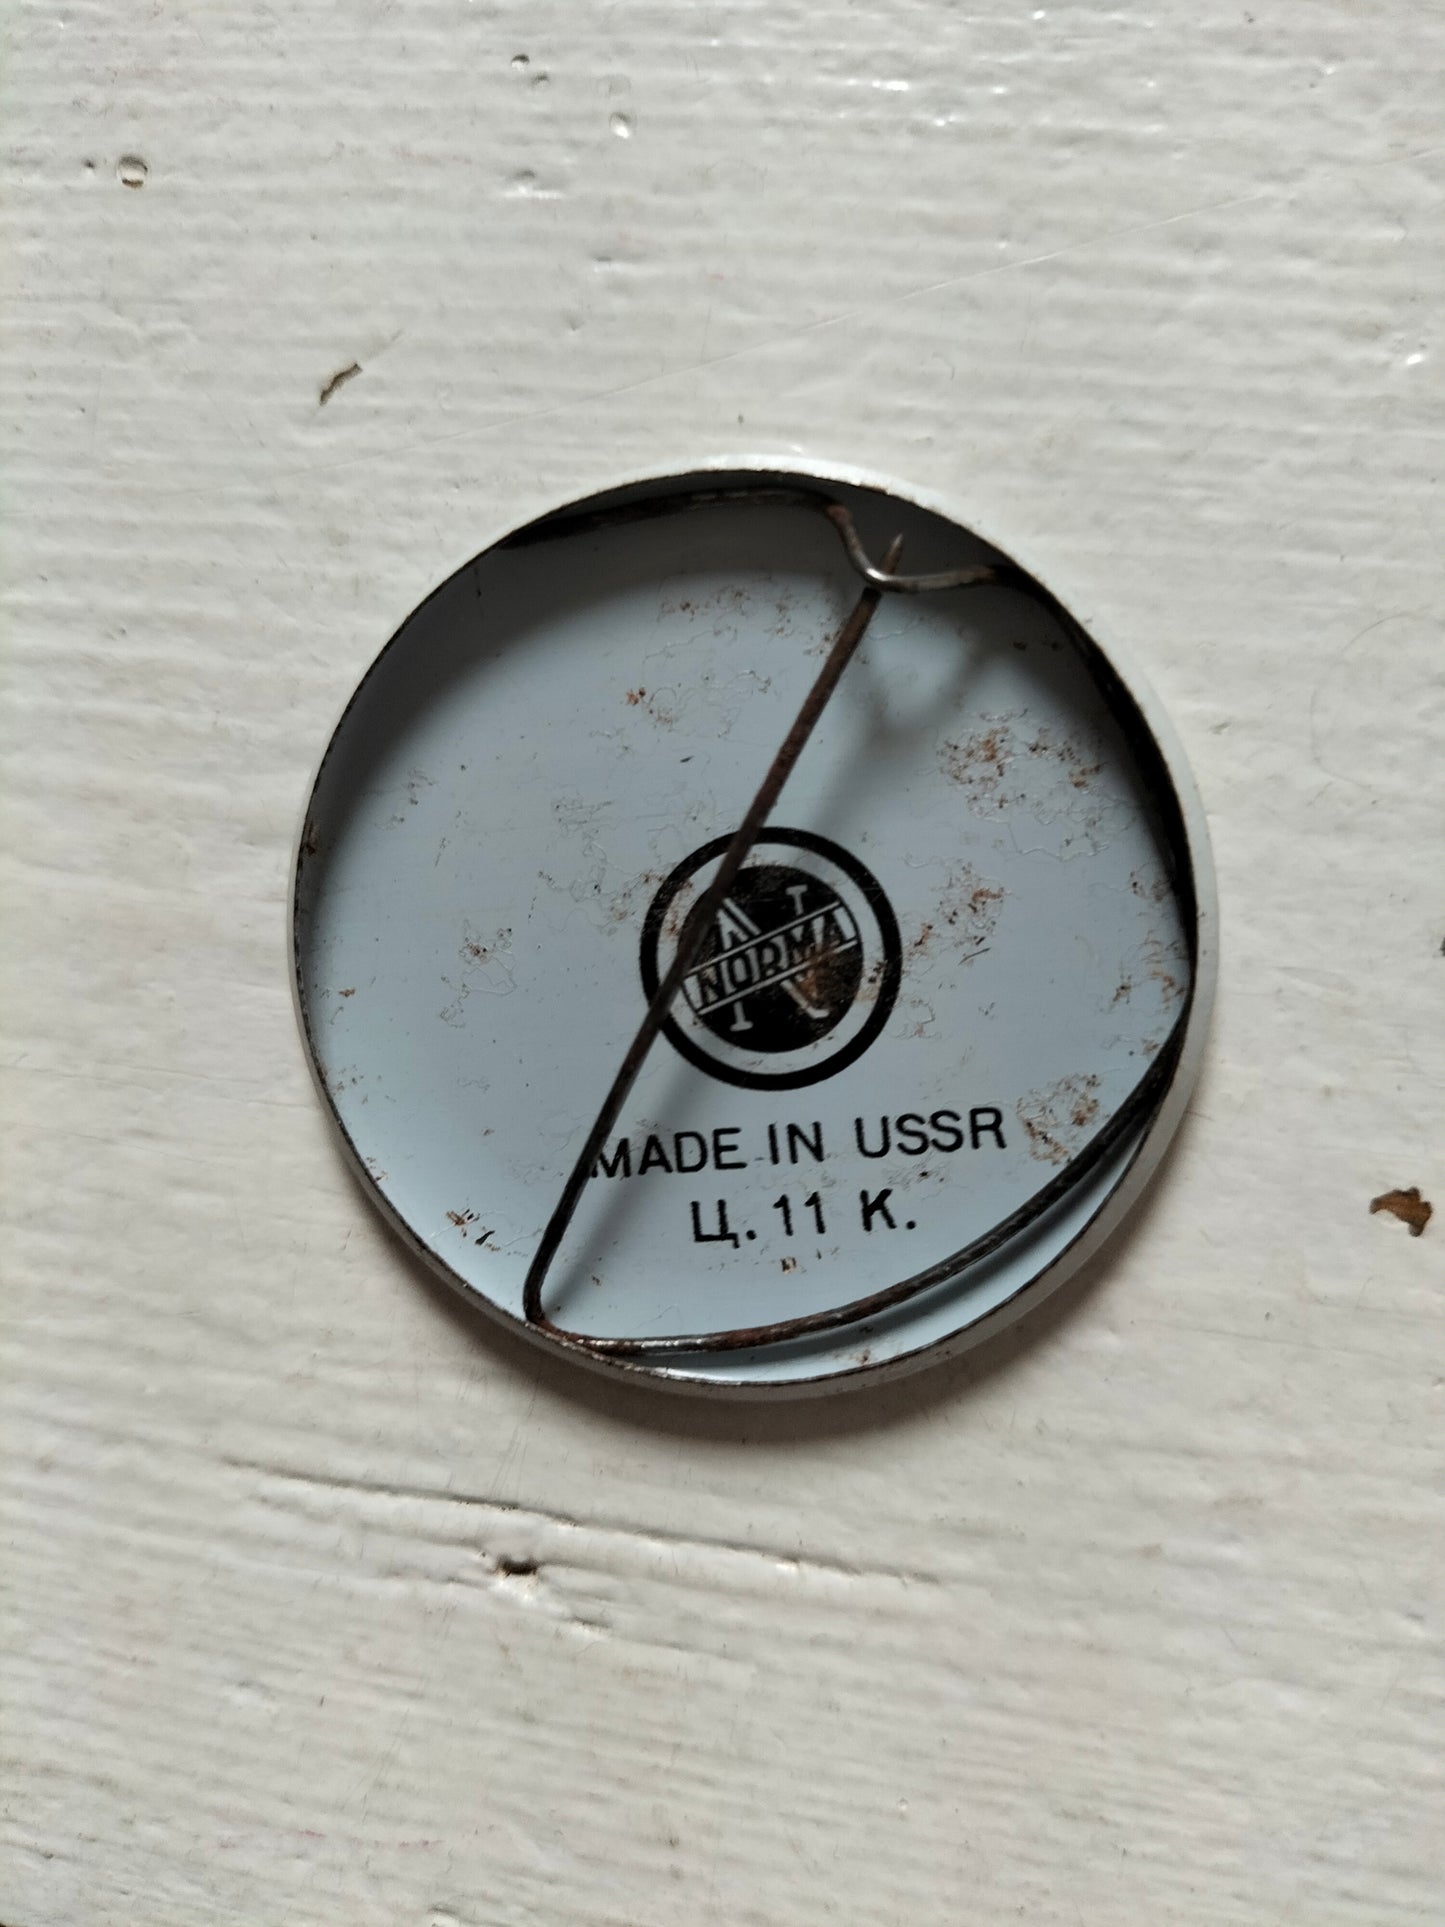 N
NORMA
MADE IN USSR
Ц. 11 К.